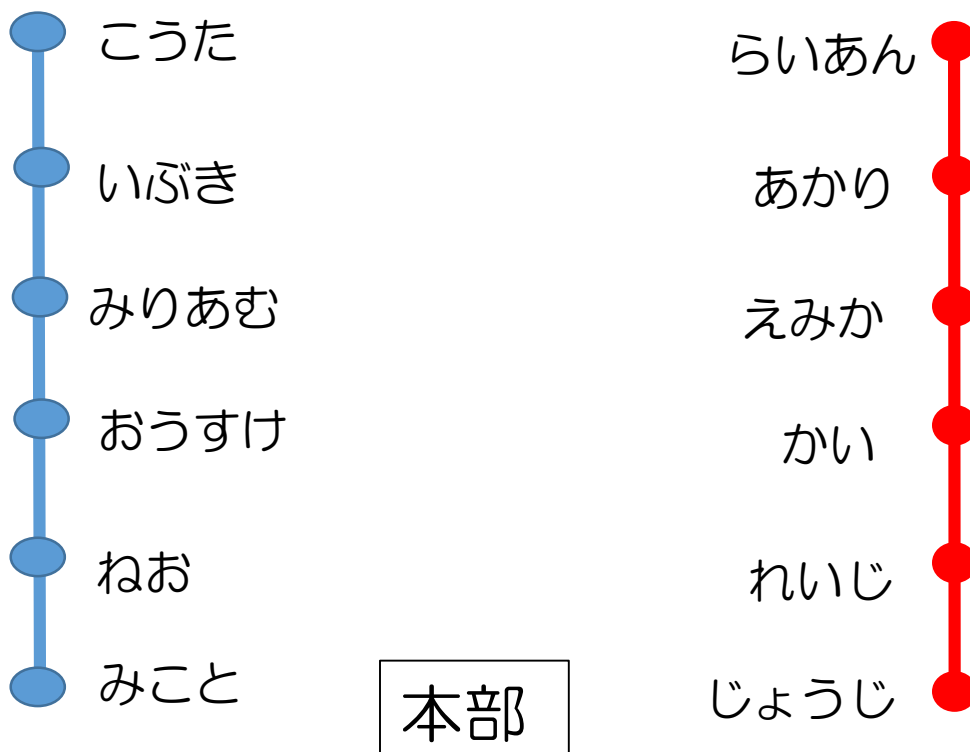 こうた
らいあん
いぶき
あかり
みりあむ
えみか
おうすけ
かい
ねお
れいじ
みこと
じょうじ
本部